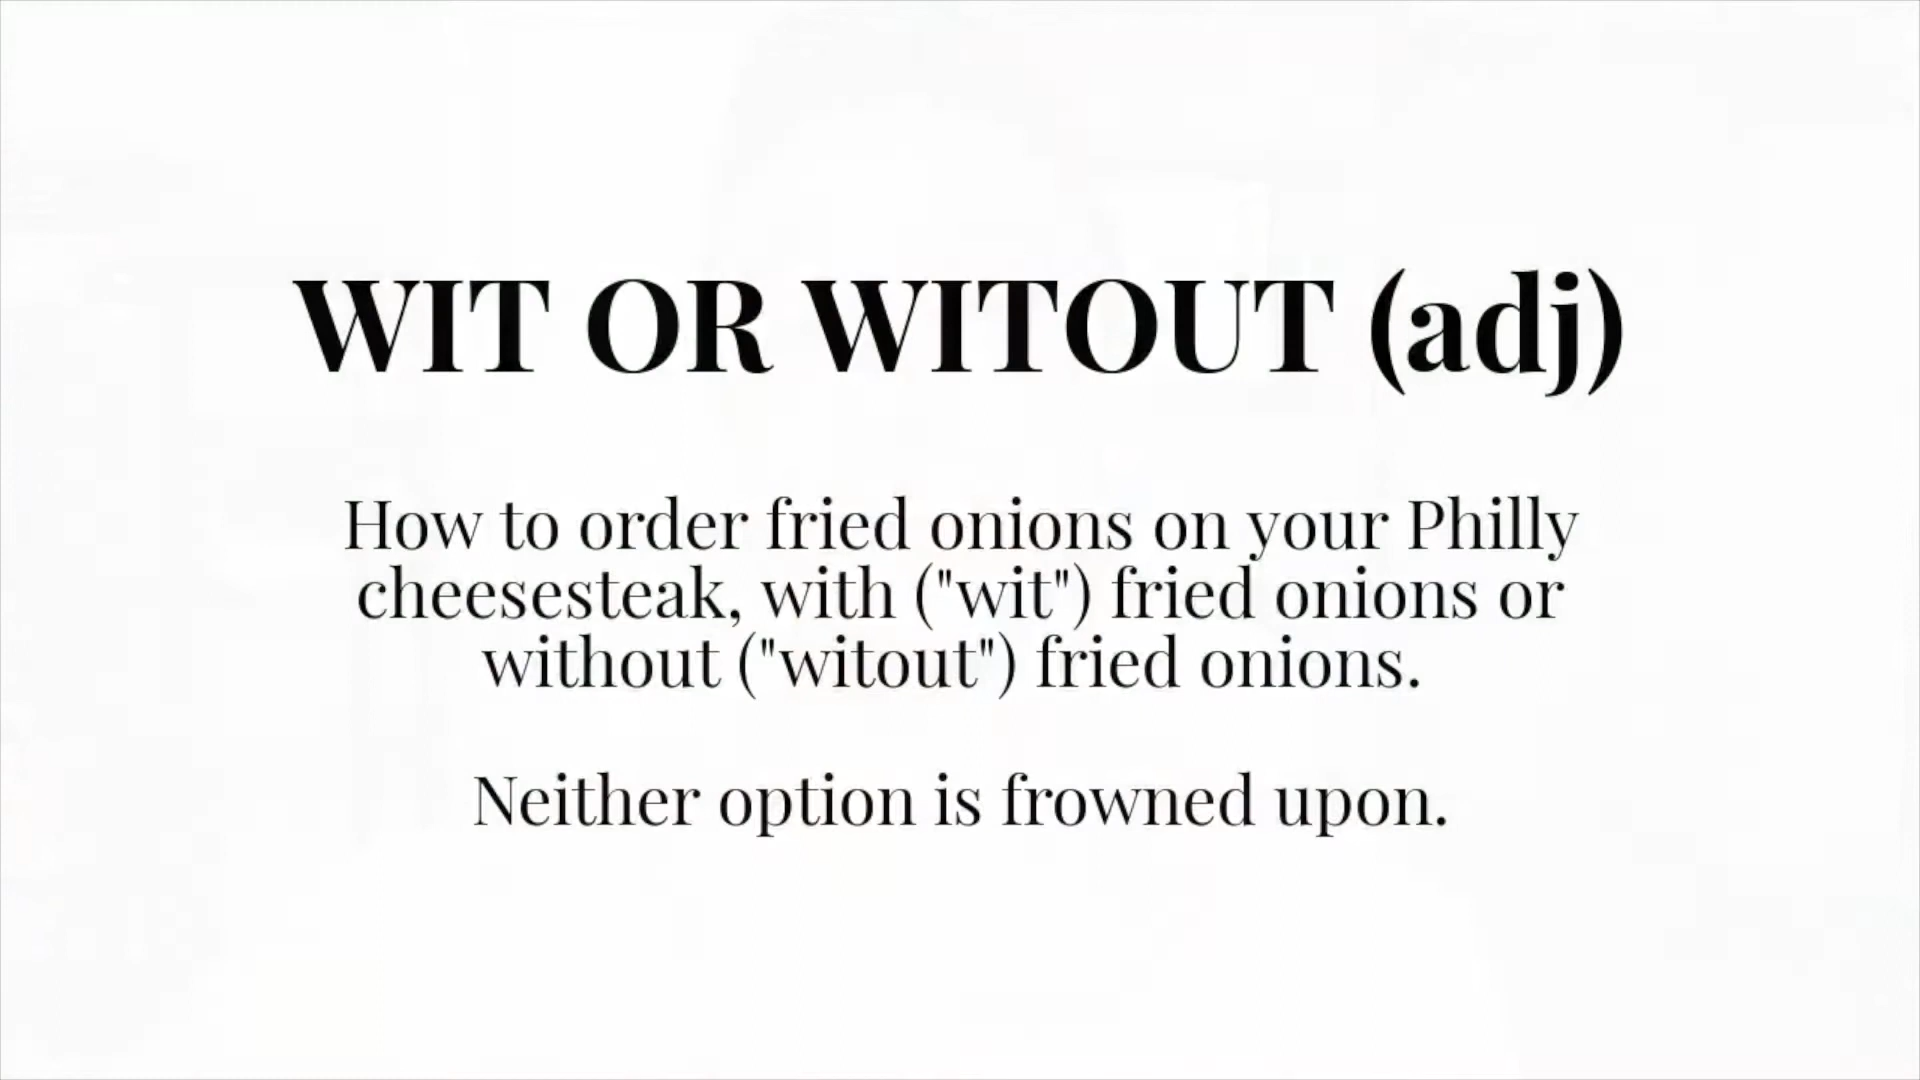 WIT OR WITOUT (adj)
How to order fried onions on your Philly
cheesesteak, with ("wit") fried onions or
without ("witout") fried onions.
Neither option is frowned upon.